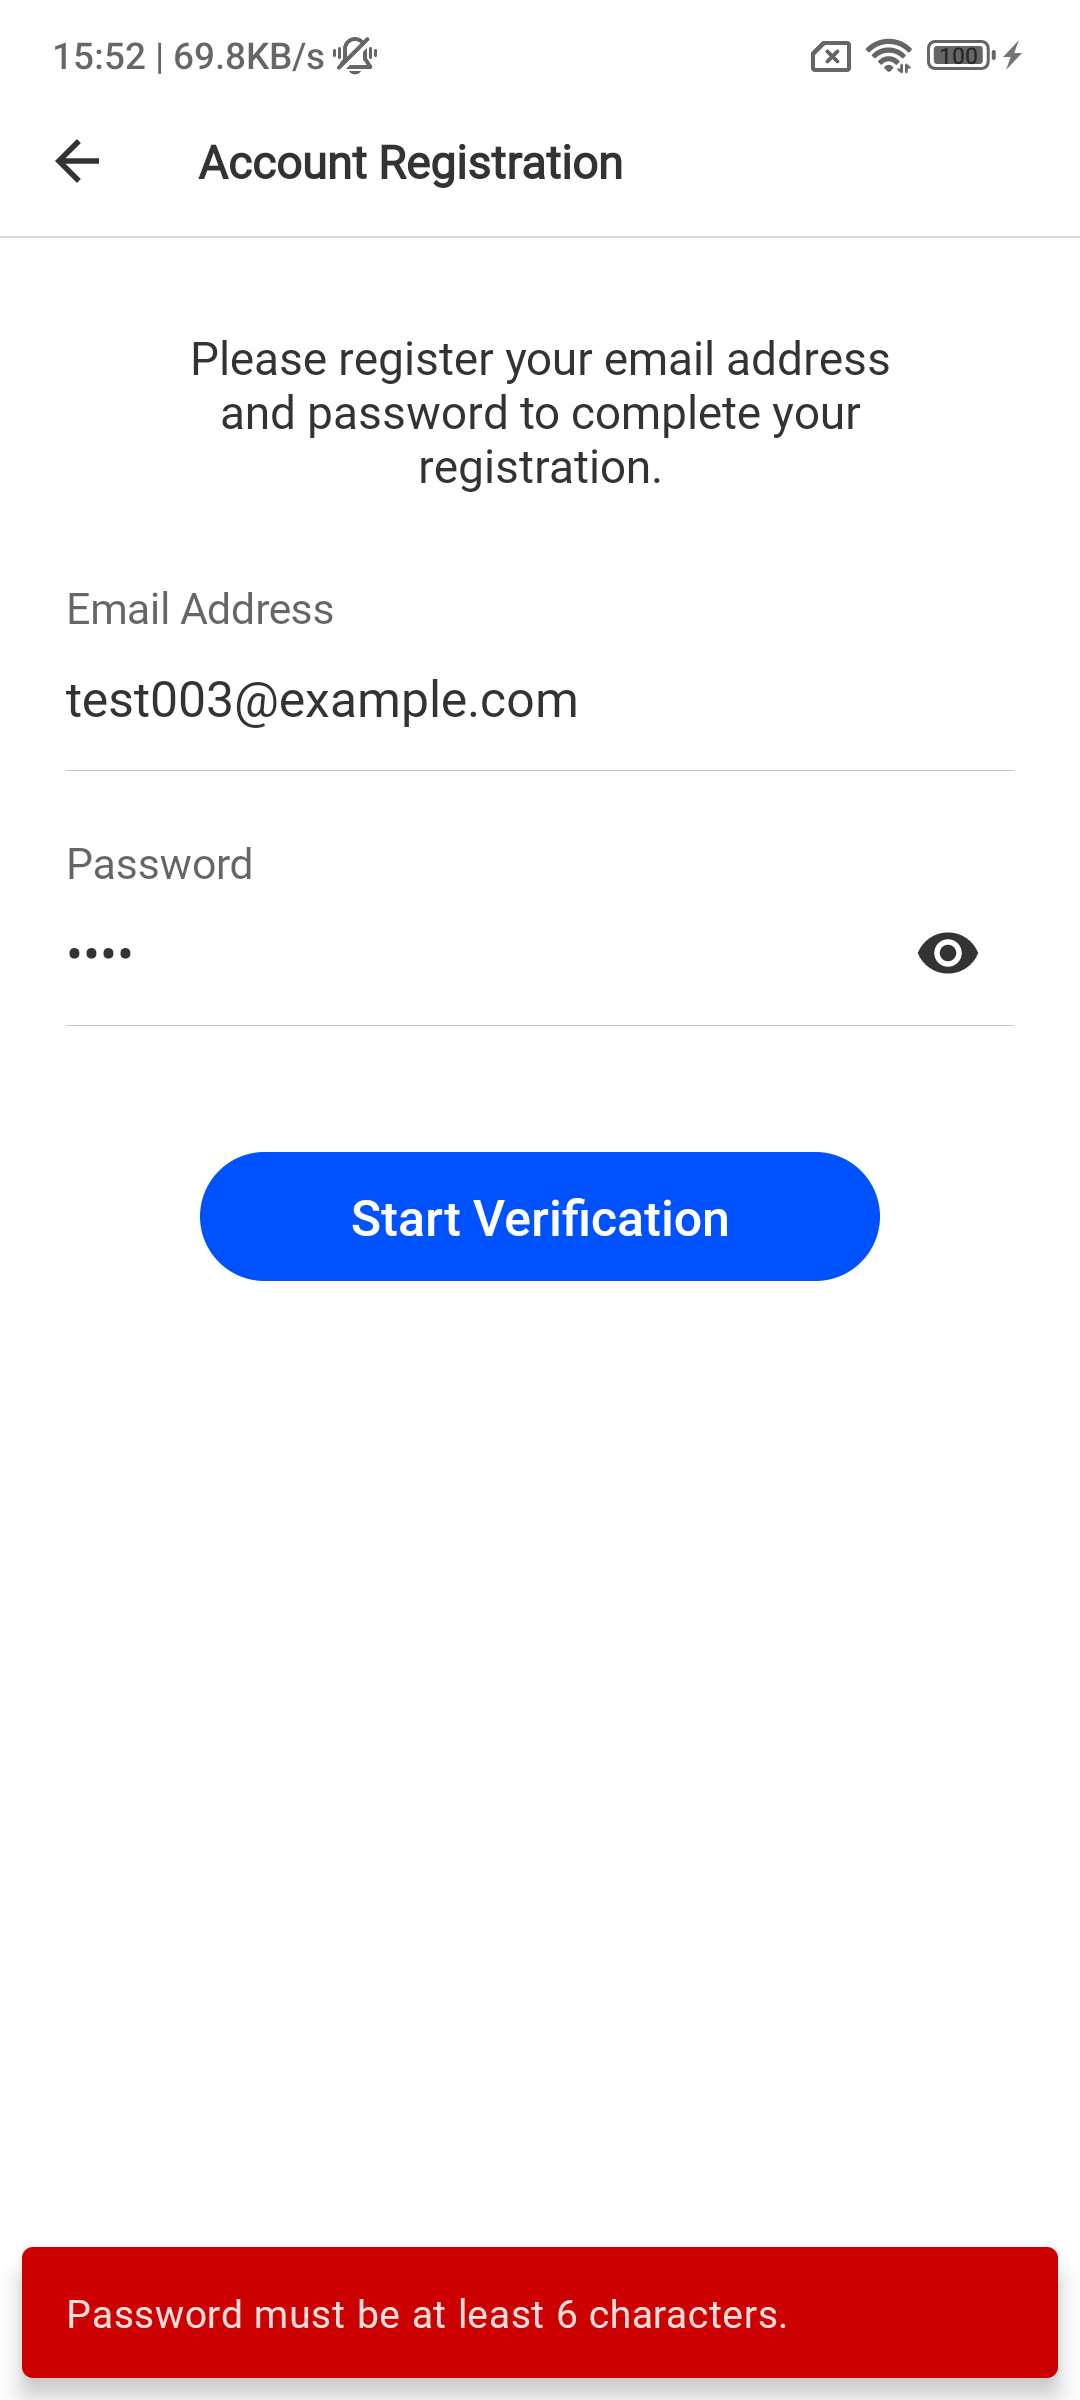 15:52 | 69.8KB/s
100
Account Registration
Please register your email address
and password to complete your
registration.
Email Address
test003@example.com
Password
••••
Start Verification
Password must be at least 6 characters.